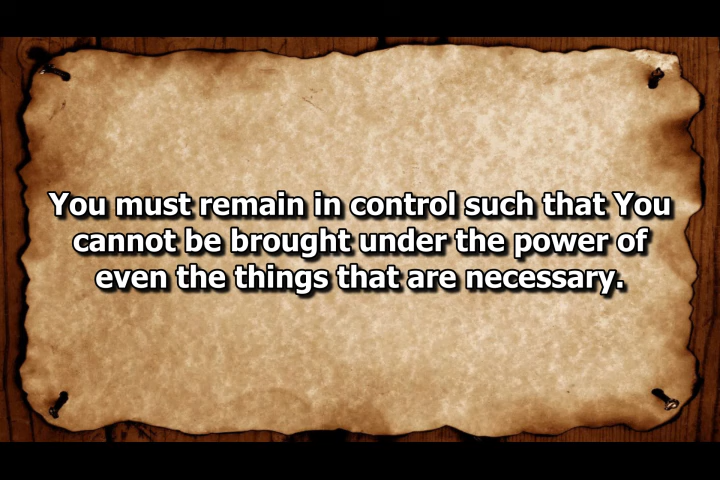 You must remain in control such that You
cannot be brought under the power of
even the things that are necessary.